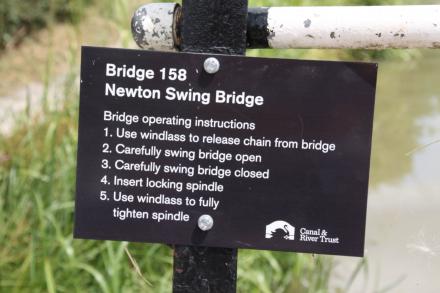 Bridge 158
Newton Swing Bridge
Bridge operating instructions
1. Use windlass to release chain from bridge
2. Carefully swing bridge open
3. Carefully swing bridge closed
4. Insert locking spindle
5. Use windlass to fully
tighten spindle
Canal &
River Trust